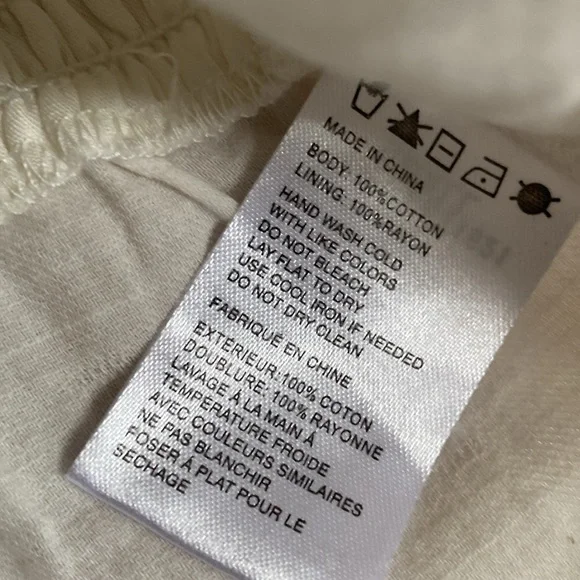 MADE IN CHINA
BODY: 100%COTTON
LINING: 100%RAYON
HAND WASH COLD
WITH LIKE COLORS
DO NOT BLEACH
LAY FLAT TO DRY
USE COOL IRON IF NEEDED
DO NOT DRY CLEAN
FABRIQUÉ EN CHINE
EXTÉRIEUR:100% COTON
DOUBLURE: 100% RAYONNE
LAVAGE À LA MAIN À
TEMPÉRATURE FROIDE
AVEC COULEURS SIMILAIRES
NE PAS BLANCHIR
POSER À PLAT POUR LE
SECHAGE